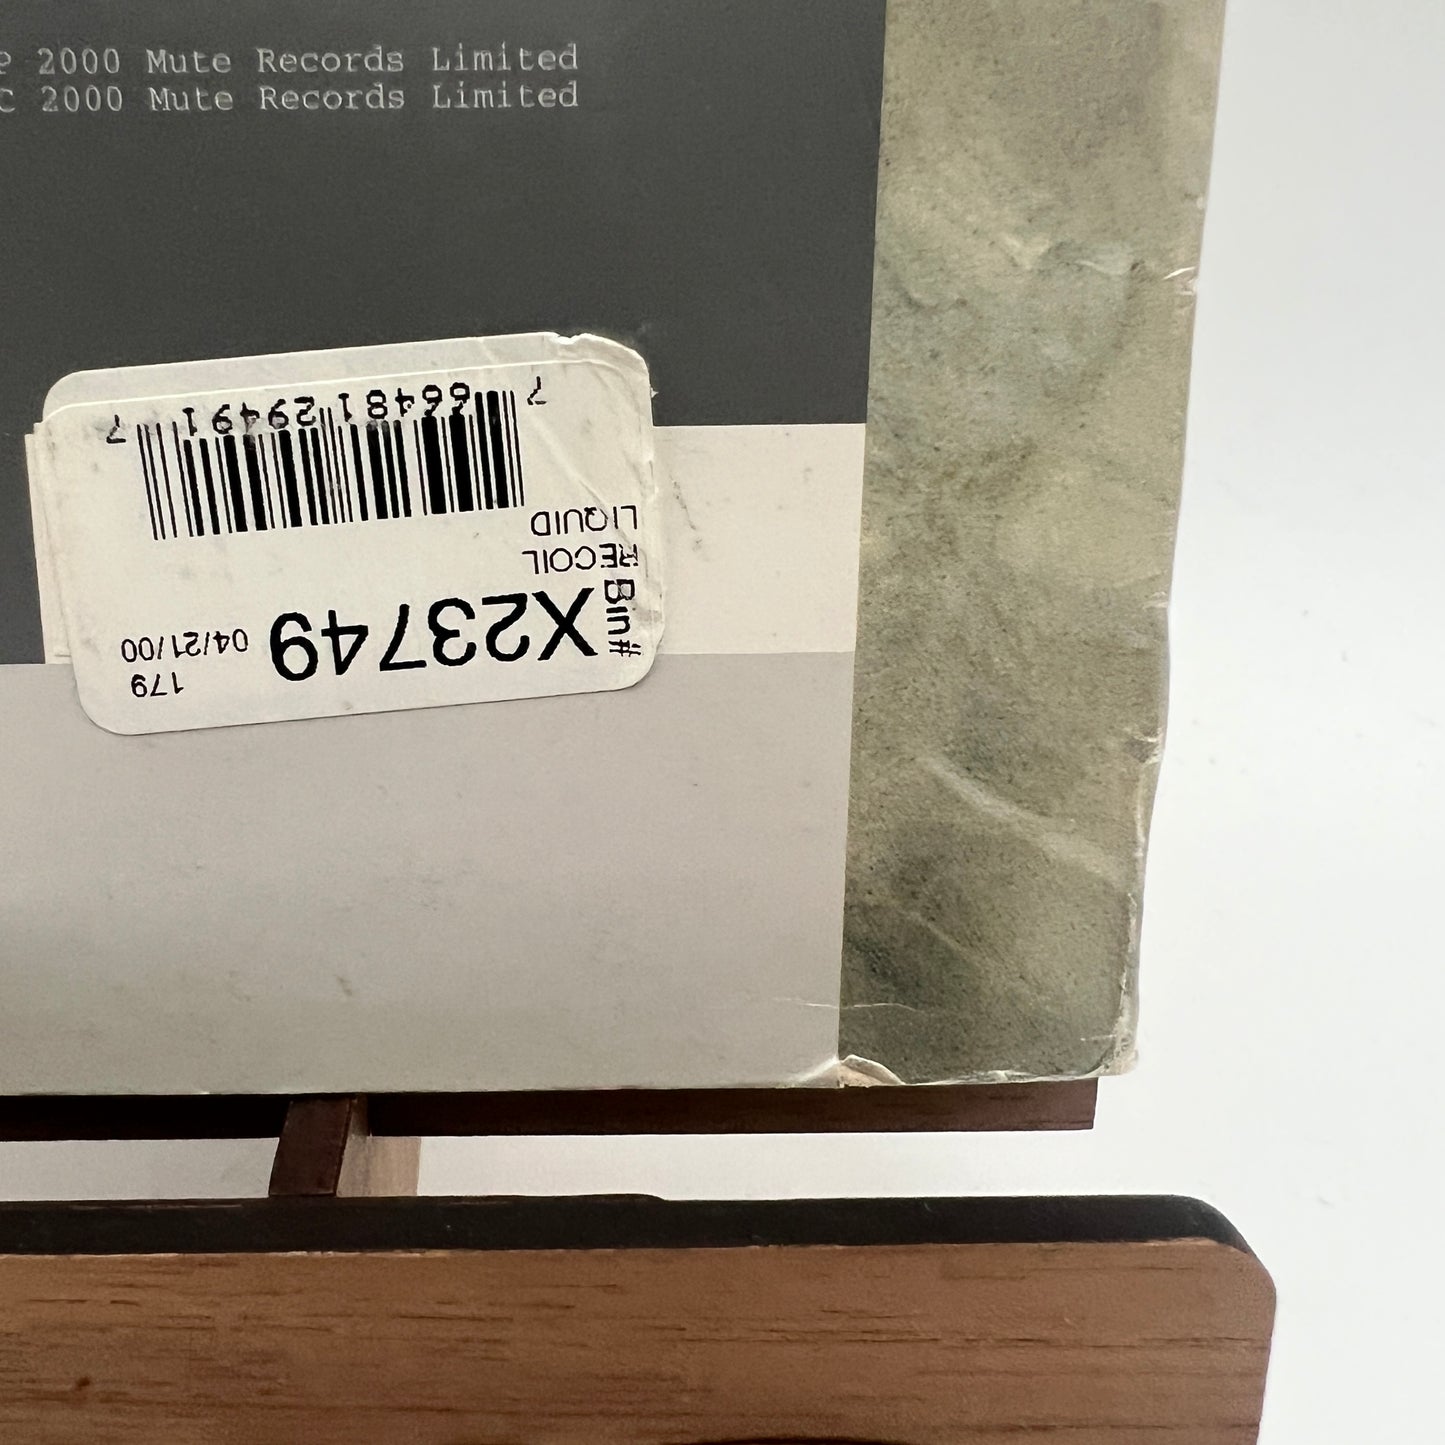 P 2000 Mute Records Limited
C 2000 Mute Records Limited
179
Bin# X23749 04/21/00
RECOIL
LIQUID
7 66481 29491 7